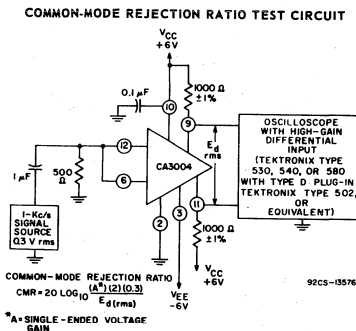 COMMON-MODE REJECTION RATIO TEST CIRCUIT
VCC
+6V
0.1 µF
1000 Ω
±1%
10
9
12
6
CA3004
Ed
rms
1 µF
500
Ω
11
3
2
1-Kc/s
SIGNAL
SOURCE
0.3 V rms
1000 Ω
±1%
OSCILLOSCOPE
WITH HIGH-GAIN
DIFFERENTIAL
INPUT
(TEKTRONIX TYPE
530, 540, OR 580
WITH TYPE D PLUG-IN
TEKTRONIX TYPE 502,
OR
EQUIVALENT)
VEE
-6V
VCC
+6V
COMMON-MODE REJECTION RATIO
CMR = 20 LOG10 (A*)(2)(0.3) / Ed(rms)
*A = SINGLE-ENDED VOLTAGE
GAIN
92CS-13576